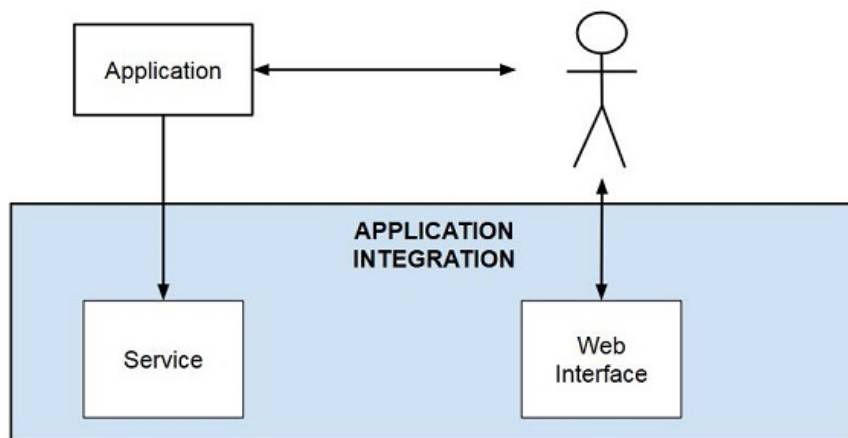 Application
APPLICATION
INTEGRATION
Service
Web
Interface